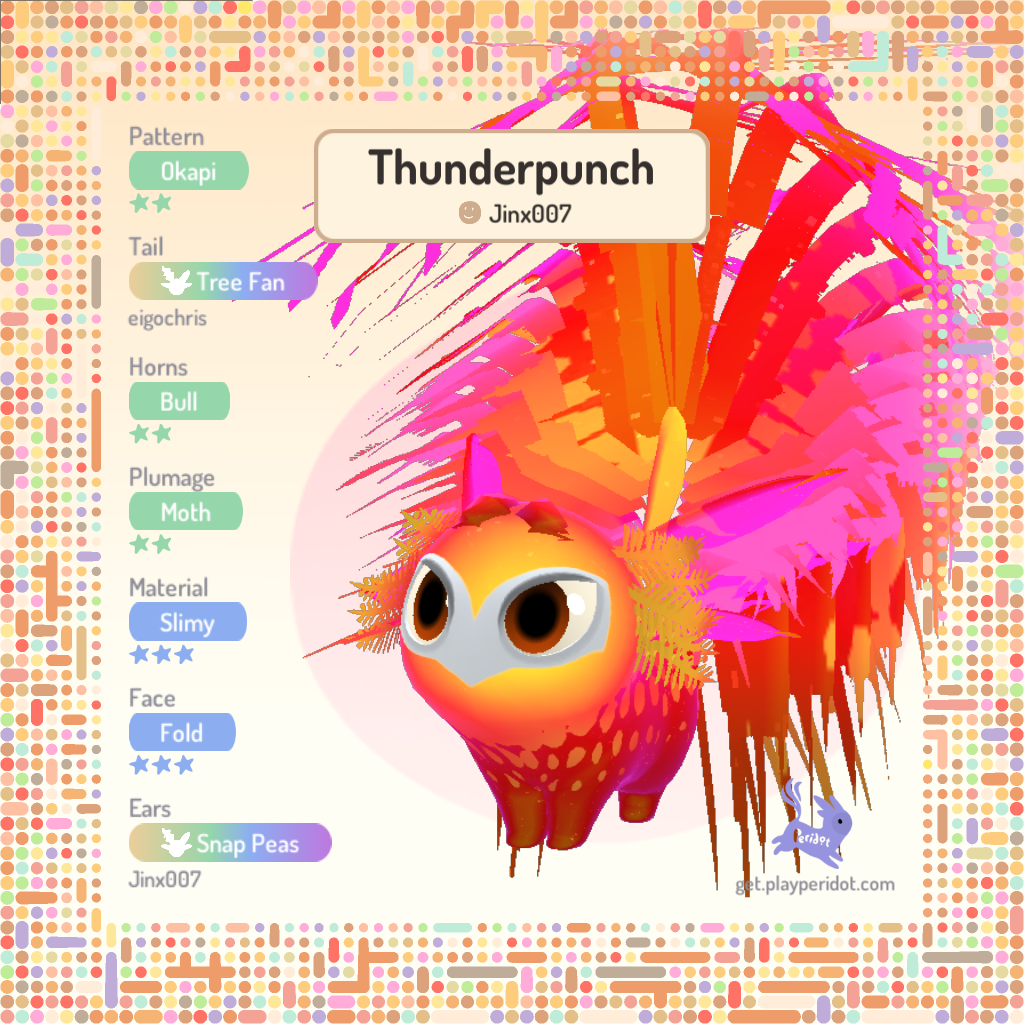 Thunderpunch
Jinx007
Pattern
Okapi
Tail
Tree Fan
eigochris
Horns
Bull
Plumage
Moth
Material
Slimy
Face
Fold
Ears
Snap Peas
Jinx007
Peridot
get.playperidot.com